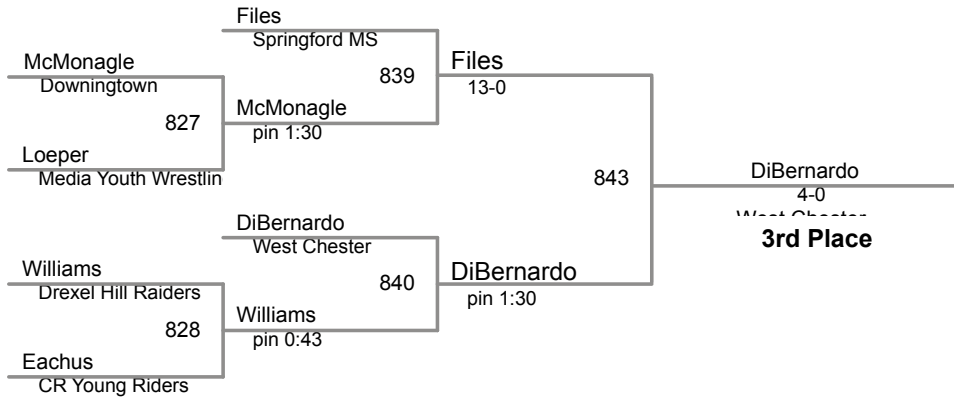 Files
Springford MS
McMonagle
Downingtown
839
Files
13-0
827
McMonagle
pin 1:30
Loeper
Media Youth Wrestlin
843
DiBernardo
4-0
West Chester
3rd Place
DiBernardo
West Chester
Williams
Drexel Hill Raiders
840
DiBernardo
pin 1:30
828
Williams
pin 0:43
Eachus
CR Young Riders